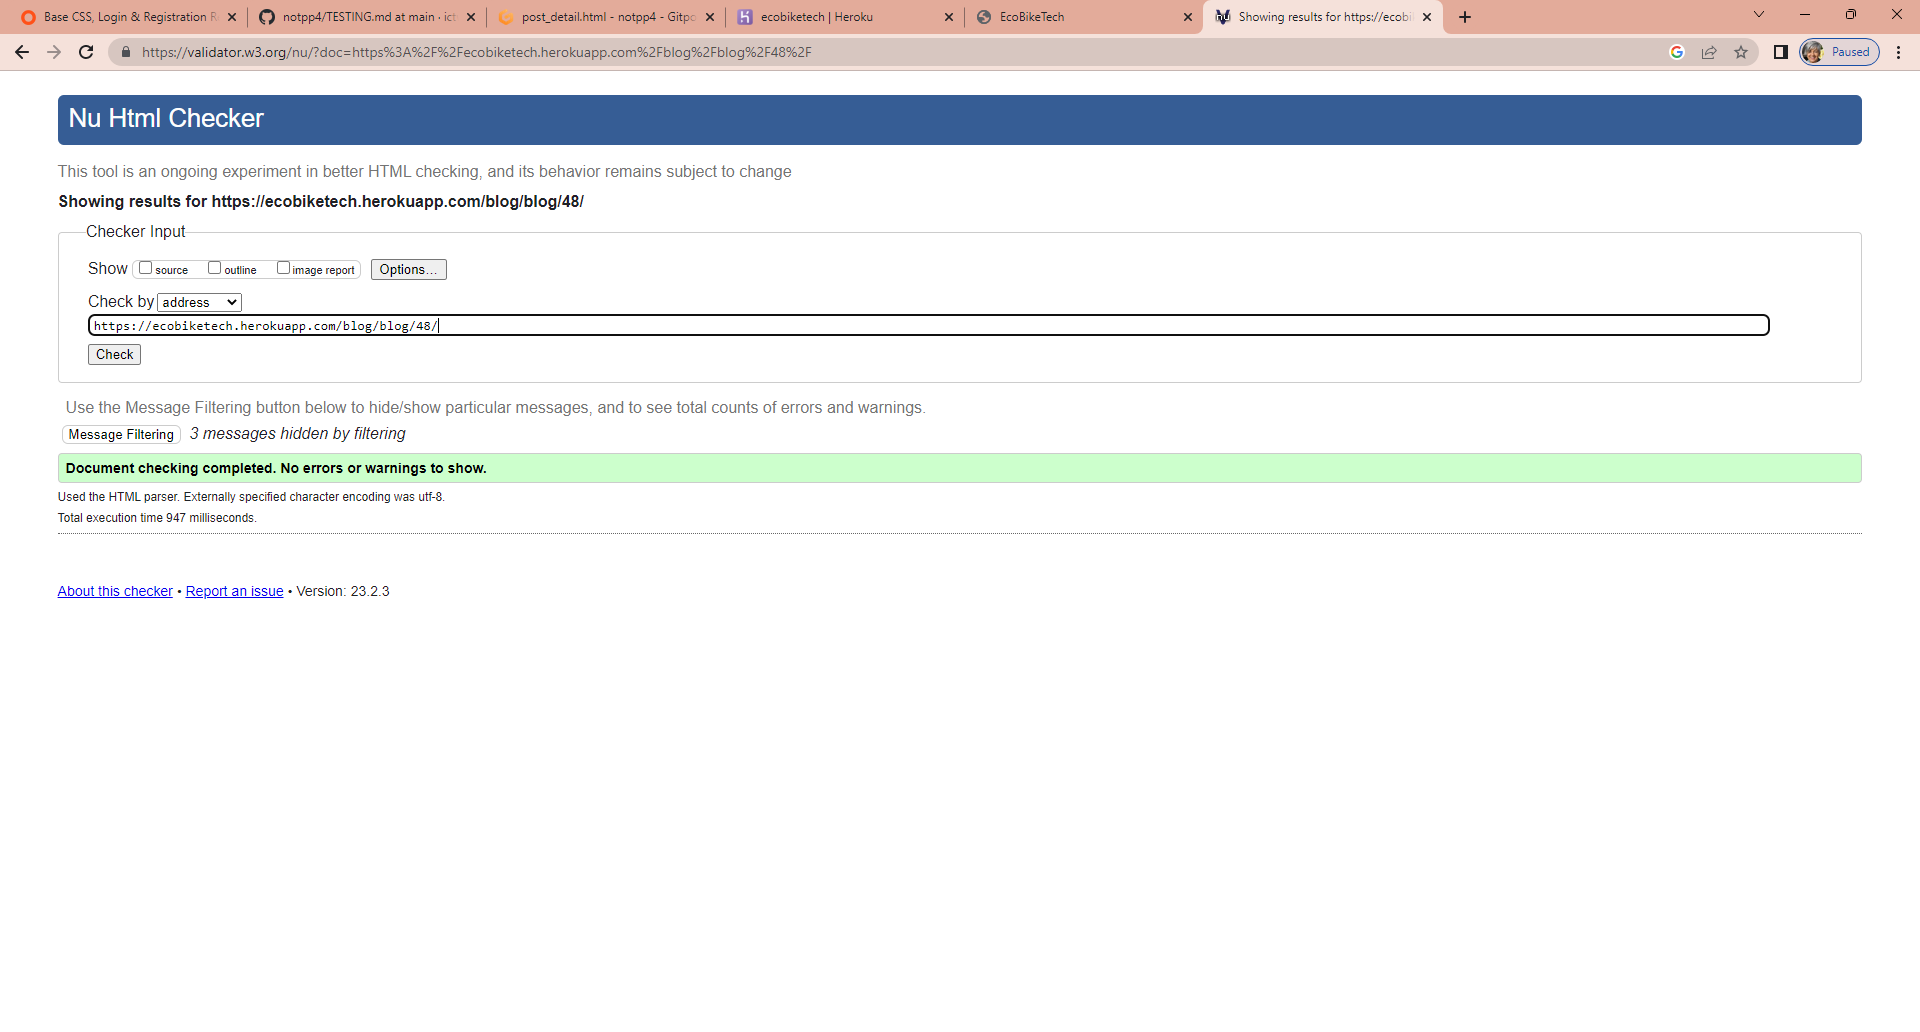 Base CSS, Login & Registration R
notpp4/TESTING.md at main · ict
post_detail.html - notpp4 - Gitpo
ecobiketech | Heroku
EcoBikeTech
Showing results for https://ecobi
https://validator.w3.org/nu/?doc=https%3A%2F%2Fecobiketech.herokuapp.com%2Fblog%2Fblog%2F48%2F
Paused
Nu Html Checker
This tool is an ongoing experiment in better HTML checking, and its behavior remains subject to change
Showing results for https://ecobiketech.herokuapp.com/blog/blog/48/
Checker Input
Show source outline image report Options...
Check by address
https://ecobiketech.herokuapp.com/blog/blog/48/
Check
Use the Message Filtering button below to hide/show particular messages, and to see total counts of errors and warnings.
Message Filtering 3 messages hidden by filtering
Document checking completed. No errors or warnings to show.
Used the HTML parser. Externally specified character encoding was utf-8.
Total execution time 947 milliseconds.
About this checker • Report an issue • Version: 23.2.3